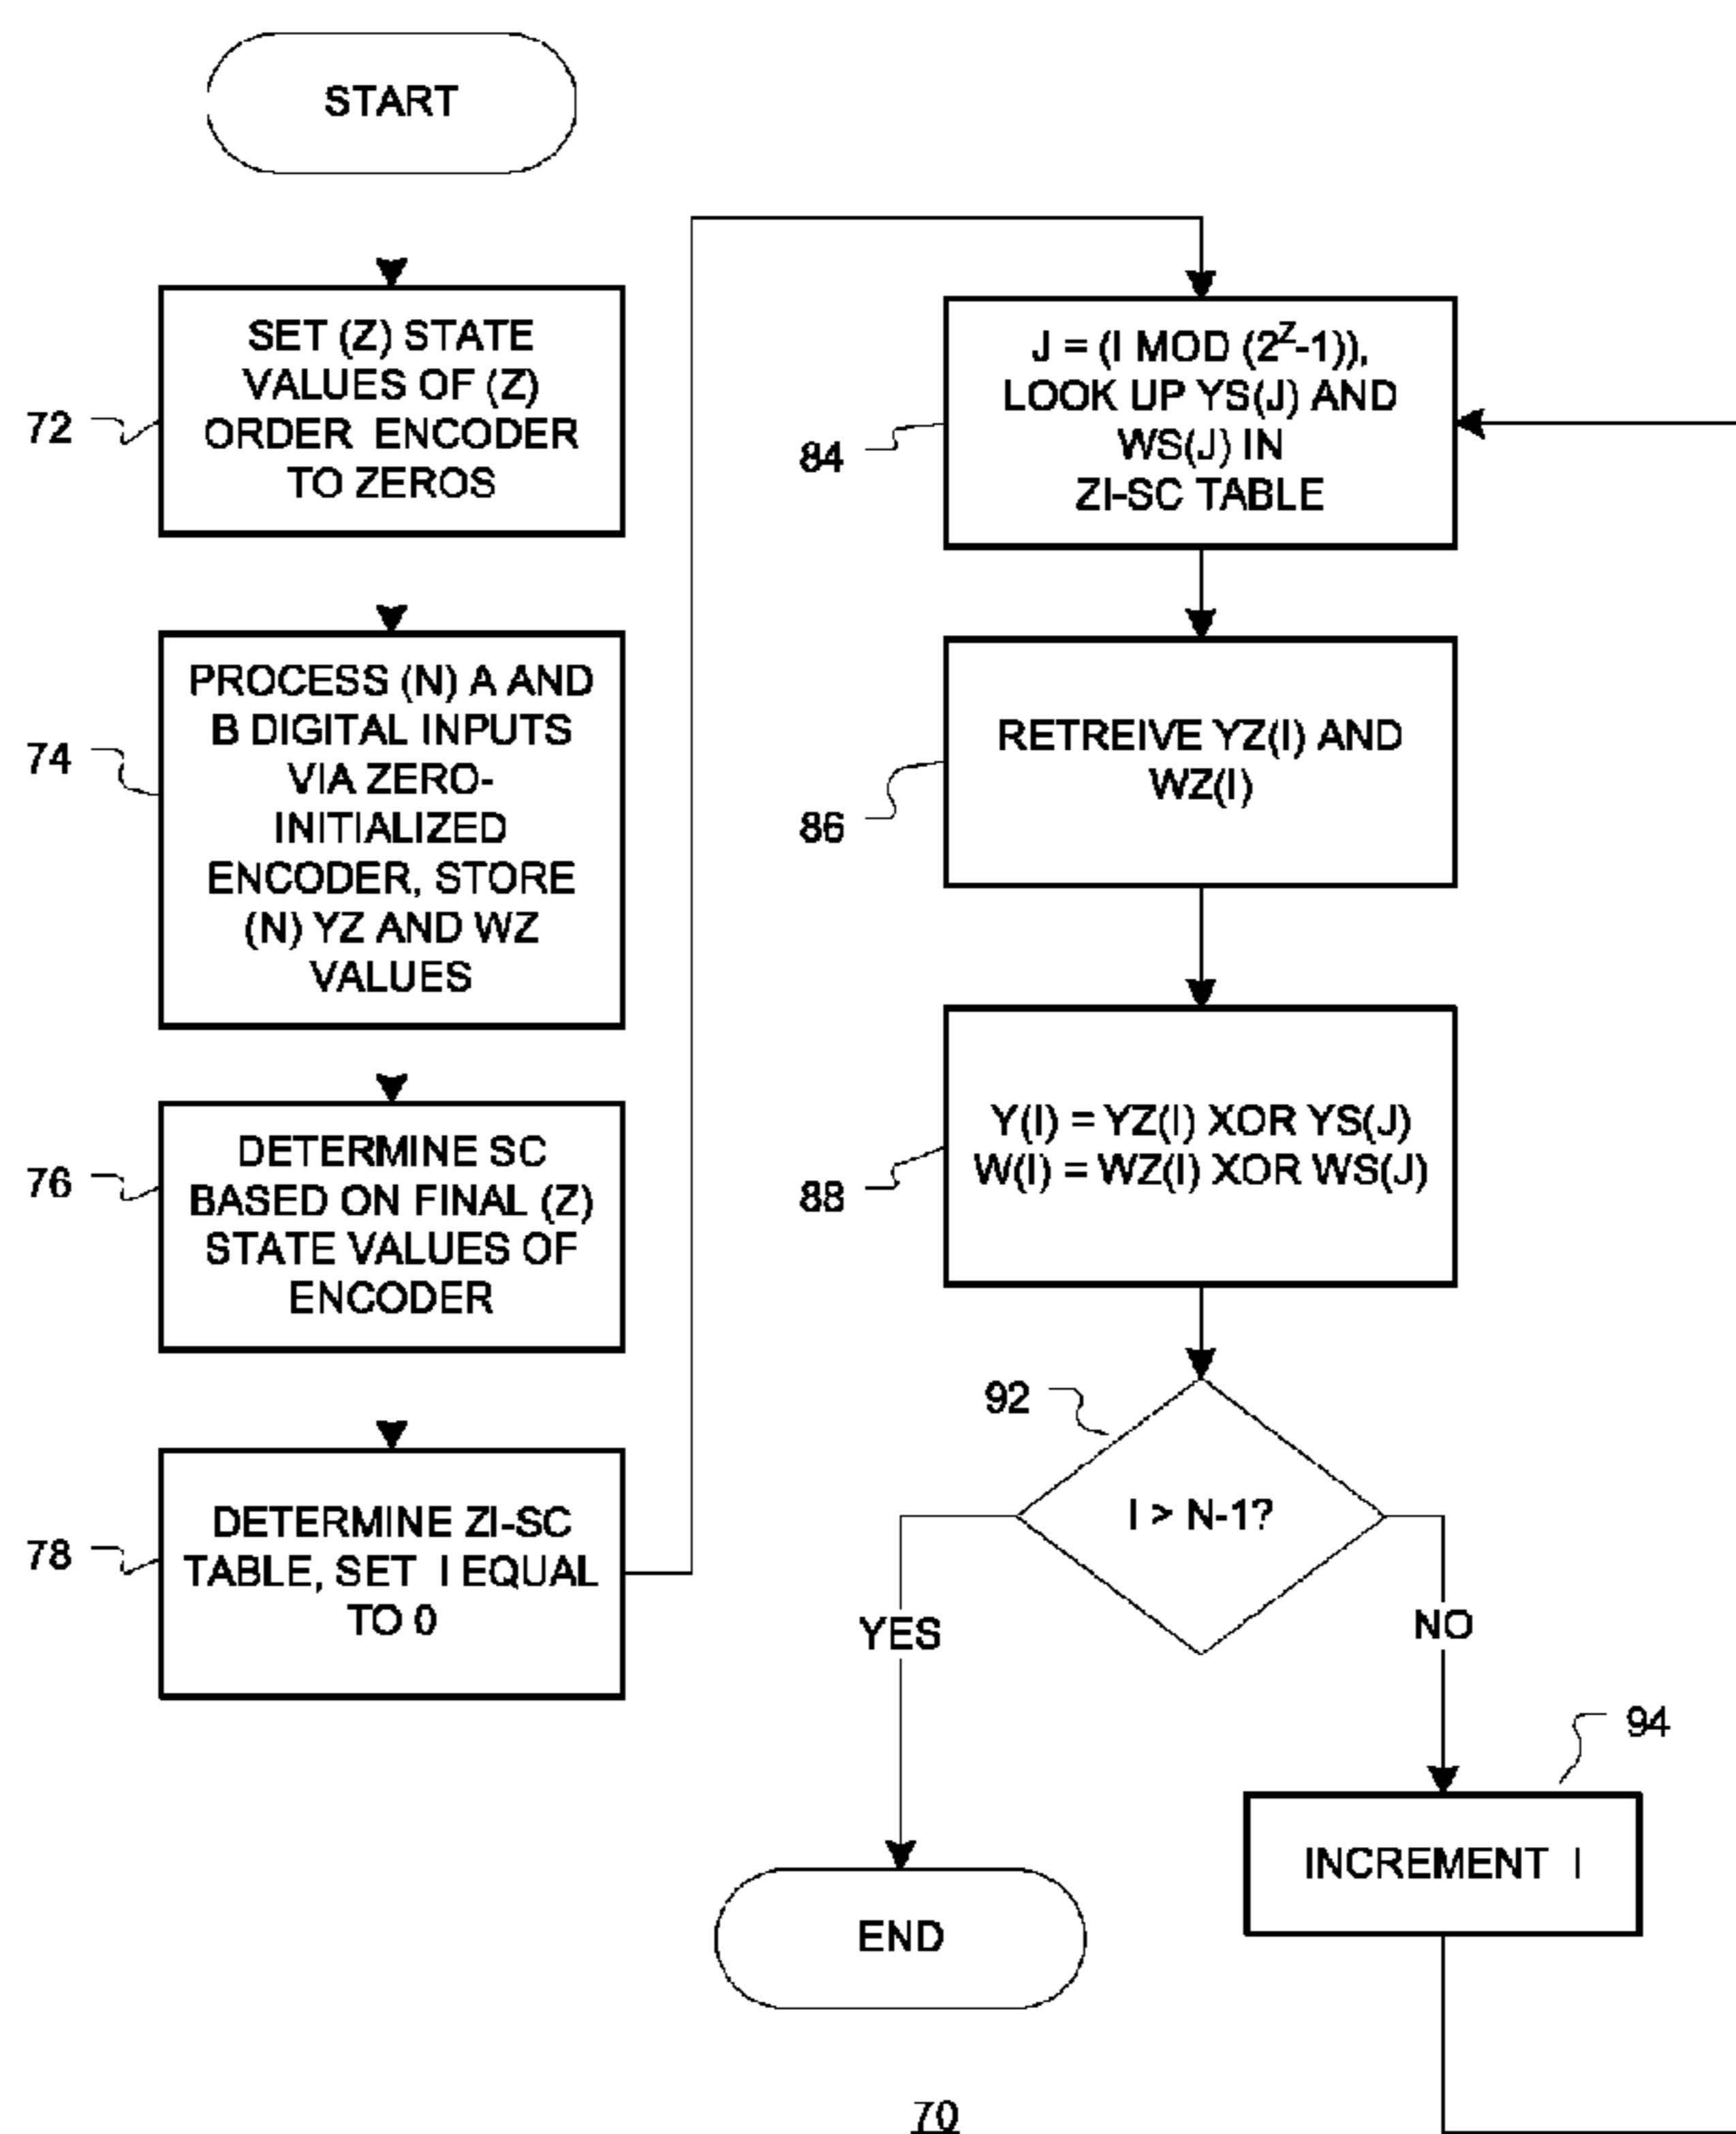 START
72
SET (Z) STATE
VALUES OF (Z)
ORDER ENCODER
TO ZEROS
74
PROCESS (N) A AND
B DIGITAL INPUTS
VIA ZERO-
INITIALIZED
ENCODER, STORE
(N) YZ AND WZ
VALUES
76
DETERMINE SC
BASED ON FINAL (Z)
STATE VALUES OF
ENCODER
78
DETERMINE ZI-SC
TABLE, SET I EQUAL
TO 0
84
J = (I MOD (2^Z-1)),
LOOK UP YS(J) AND
WS(J) IN
ZI-SC TABLE
86
RETREIVE YZ(I) AND
WZ(I)
88
Y(I) = YZ(I) XOR YS(J)
W(I) = WZ(I) XOR WS(J)
92
I > N-1?
YES
NO
94
INCREMENT I
END
70